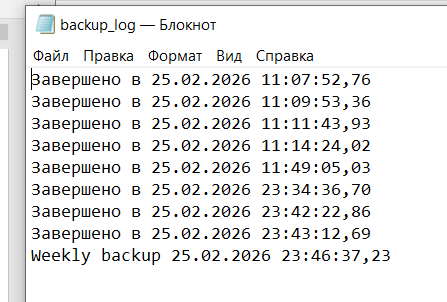 backup_log — Блокнот
Файл Правка Формат Вид Справка
Завершено в 25.02.2026 11:07:52,76
Завершено в 25.02.2026 11:09:53,36
Завершено в 25.02.2026 11:11:43,93
Завершено в 25.02.2026 11:14:24,02
Завершено в 25.02.2026 11:49:05,03
Завершено в 25.02.2026 23:34:36,70
Завершено в 25.02.2026 23:42:22,86
Завершено в 25.02.2026 23:43:12,69
Weekly backup 25.02.2026 23:46:37,23